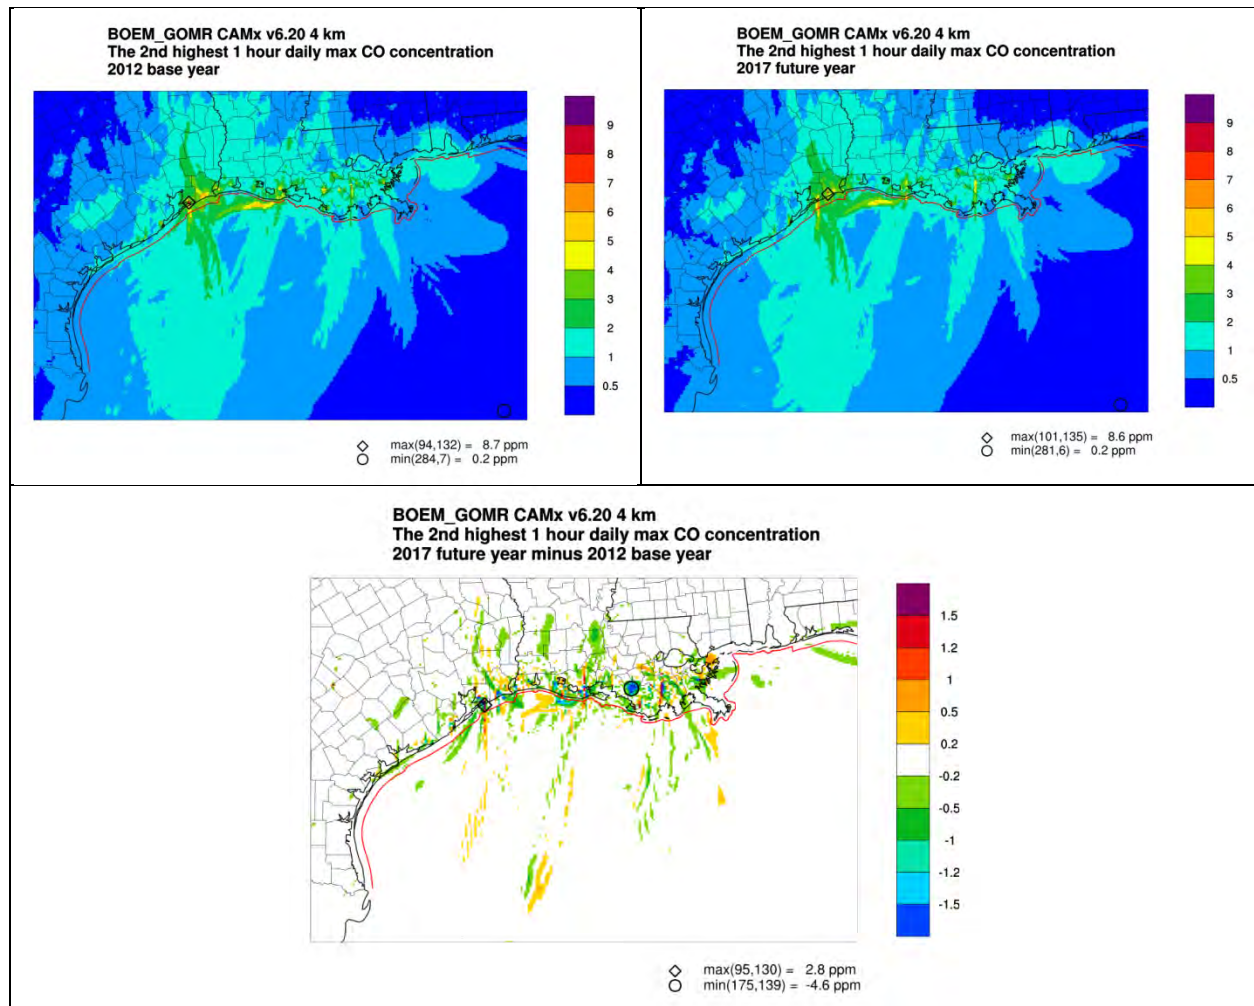 BOEM_GOMR CAMx v6.20 4 km
The 2nd highest 1 hour daily max CO concentration
2012 base year
9
8
7
6
5
4
3
2
1
0.5
max(94,132) = 8.7 ppm
min(284,7) = 0.2 ppm
BOEM_GOMR CAMx v6.20 4 km
The 2nd highest 1 hour daily max CO concentration
2017 future year
9
8
7
6
5
4
3
2
1
0.5
max(101,135) = 8.6 ppm
min(281,6) = 0.2 ppm
BOEM_GOMR CAMx v6.20 4 km
The 2nd highest 1 hour daily max CO concentration
2017 future year minus 2012 base year
1.5
1.2
1
0.5
0.2
-0.2
-0.5
-1
-1.2
-1.5
max(95,130) = 2.8 ppm
min(175,139) = -4.6 ppm